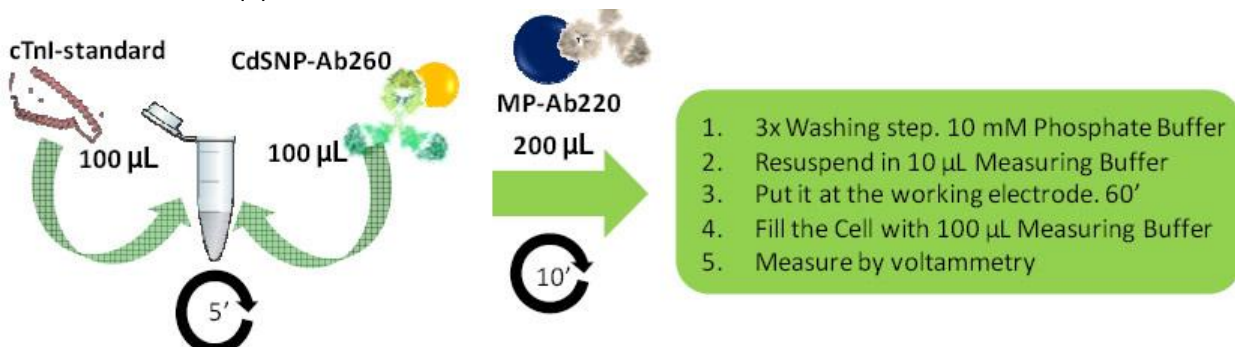 cTnI-standard
100 µL
CdSNP-Ab260
100 µL
5′
MP-Ab220
200 µL
10′
1. 3x Washing step. 10 mM Phosphate Buffer
2. Resuspend in 10 µL Measuring Buffer
3. Put it at the working electrode. 60′
4. Fill the Cell with 100 µL Measuring Buffer
5. Measure by voltammetry